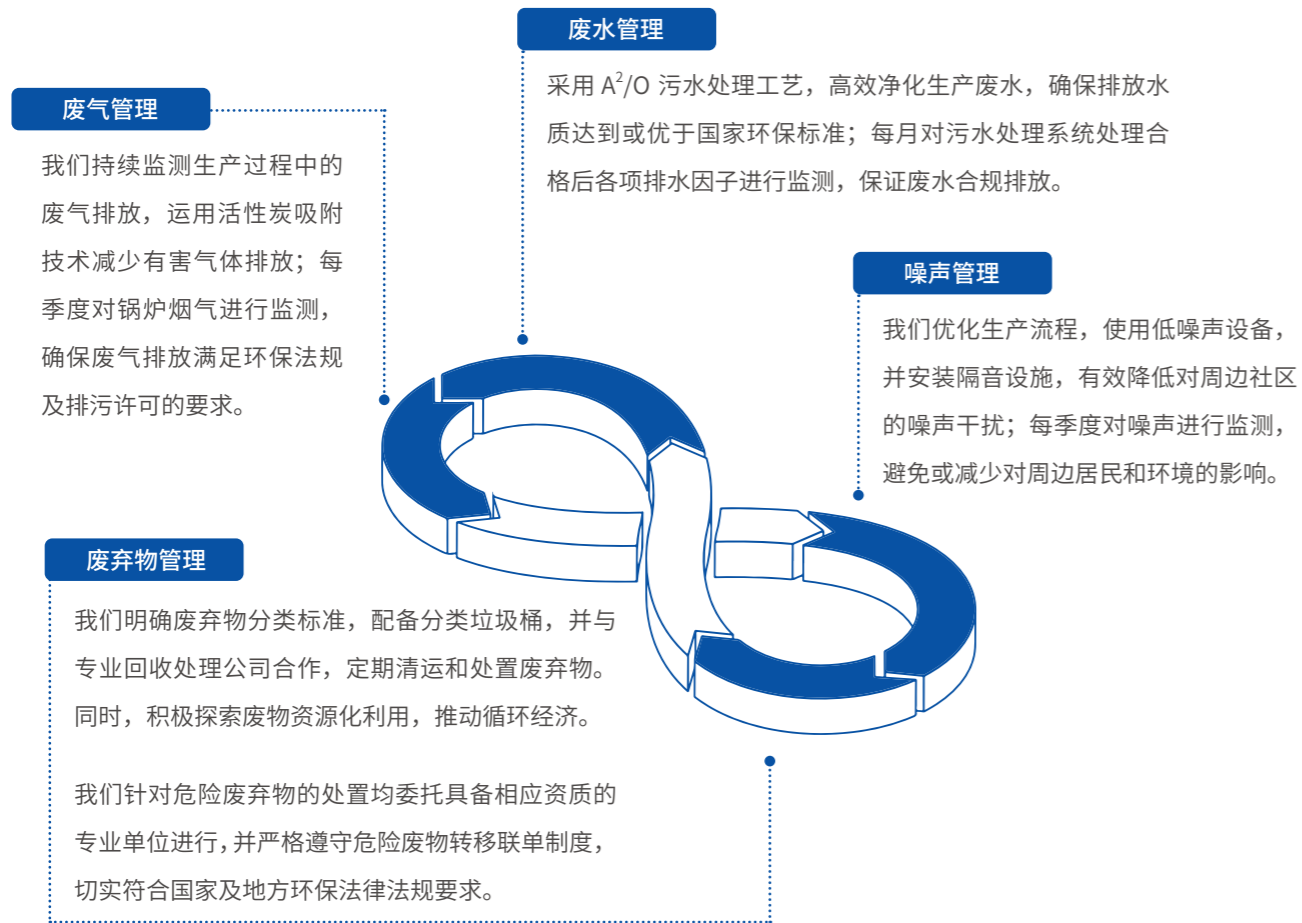 废水管理
采用 A²/O 污水处理工艺，高效净化生产废水，确保排放水
质达到或优于国家环保标准；每月对污水处理系统处理合
格后各项排水因子进行监测，保证废水合规排放。
废气管理
我们持续监测生产过程中的
废气排放，运用活性炭吸附
技术减少有害气体排放；每
季度对锅炉烟气进行监测，
确保废气排放满足环保法规
及排污许可的要求。
噪声管理
我们优化生产流程，使用低噪声设备，
并安装隔音设施，有效降低对周边社区
的噪声干扰；每季度对噪声进行监测，
避免或减少对周边居民和环境的影响。
废弃物管理
我们明确废弃物分类标准，配备分类垃圾桶，并与
专业回收处理公司合作，定期清运和处置废弃物。
同时，积极探索废物资源化利用，推动循环经济。
我们针对危险废弃物的处置均委托具备相应资质的
专业单位进行，并严格遵守危险废物转移联单制度，
切实符合国家及地方环保法律法规要求。